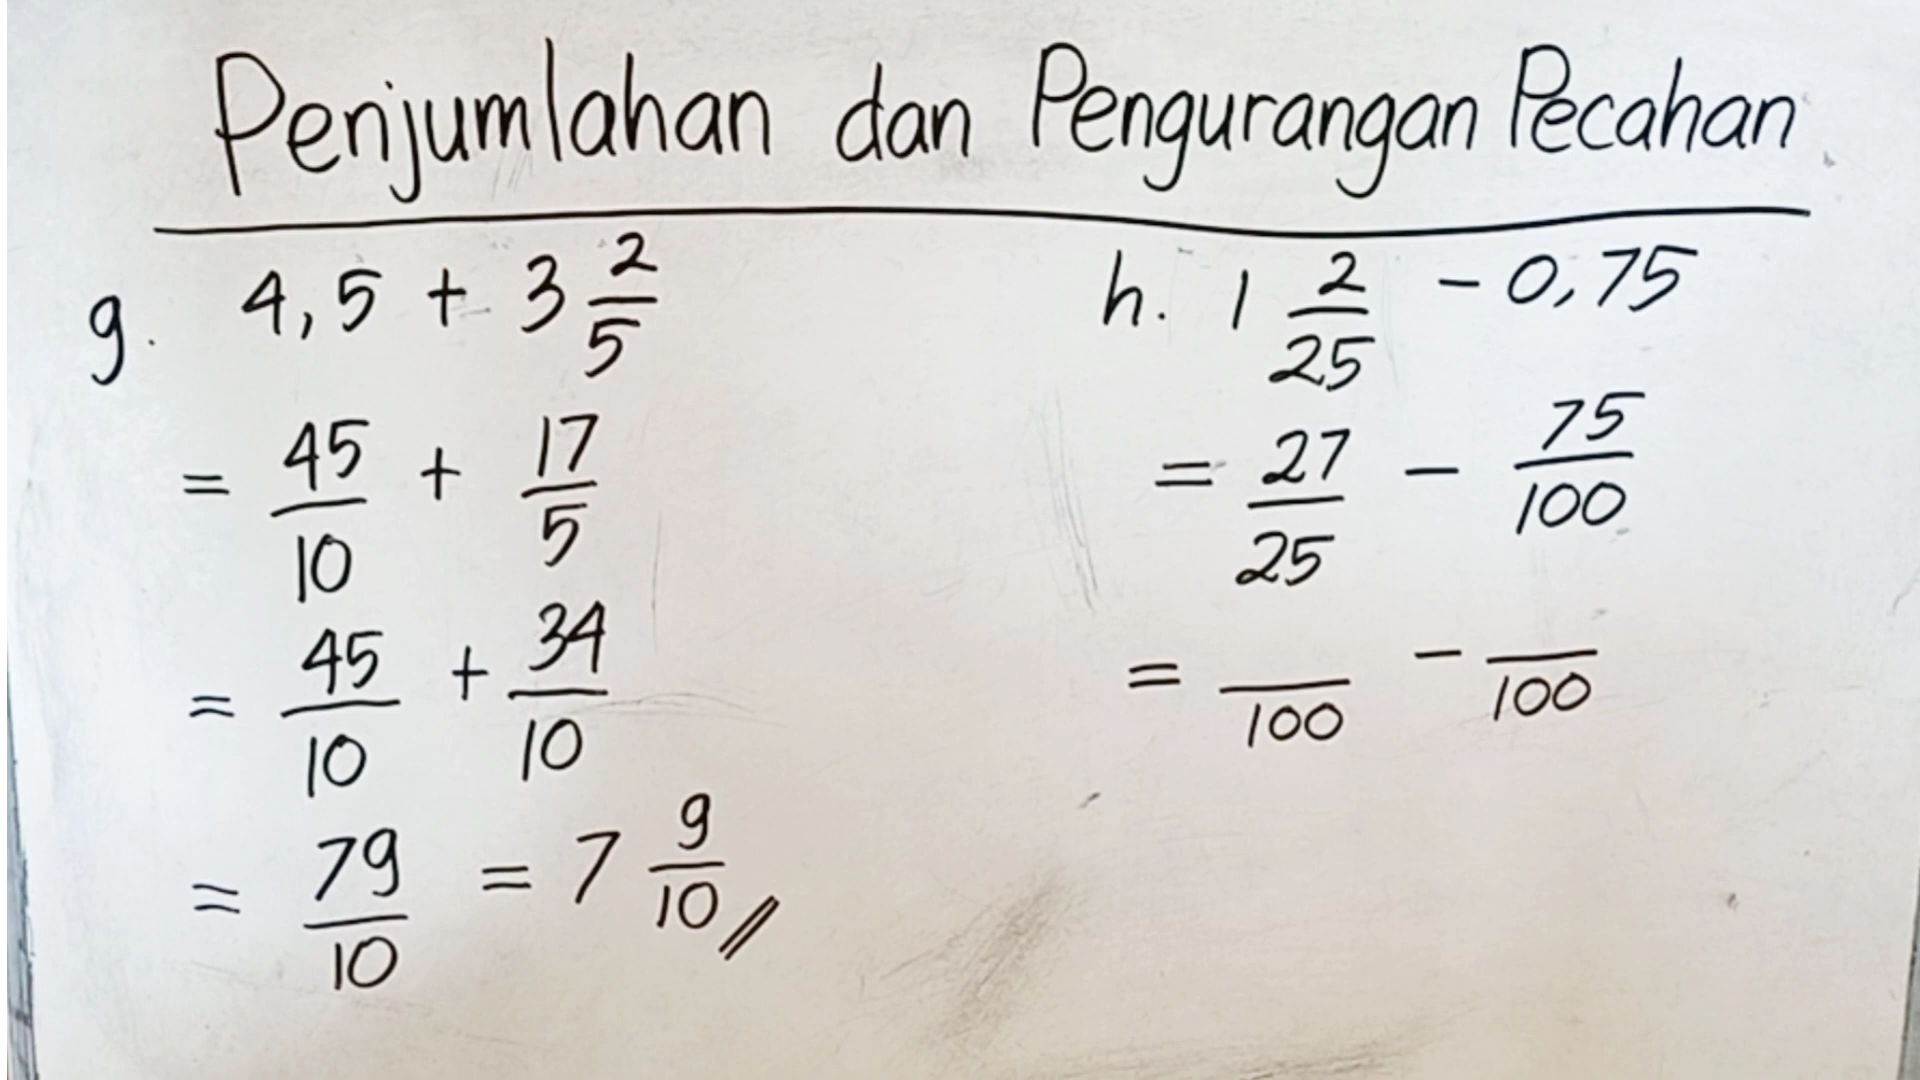 Penjumlahan dan Pengurangan Pecahan
g. 4,5 + 3 2/5
= 45/10 + 17/5
= 45/10 + 34/10
= 79/10 = 7 9/10 //
h. 1 2/25 - 0,75
= 27/25 - 75/100
= /100 - /100